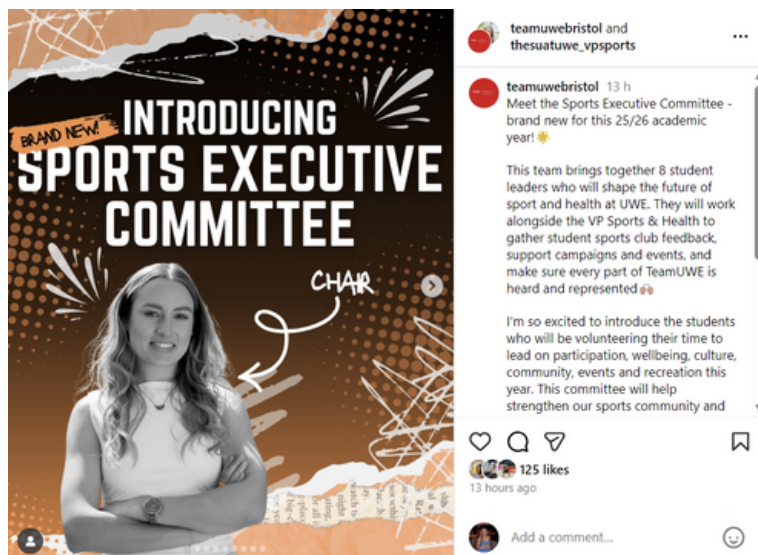 BRAND NEW!
INTRODUCING
SPORTS EXECUTIVE
COMMITTEE
CHAIR
teamuwebristol and
thesuatuwe_vpsports
teamuwebristol 13 h
Meet the Sports Executive Committee -
brand new for this 25/26 academic
year!🌟
This team brings together 8 student
leaders who will shape the future of
sport and health at UWE. They will work
alongside the VP Sports & Health to
gather student sports club feedback,
support campaigns and events, and
make sure every part of TeamUWE is
heard and represented🙌🏼
I'm so excited to introduce the students
who will be volunteering their time to
lead on participation, wellbeing, culture,
community, events and recreation this
year. This committee will help
strengthen our sports community and
125 likes
13 hours ago
Add a comment...